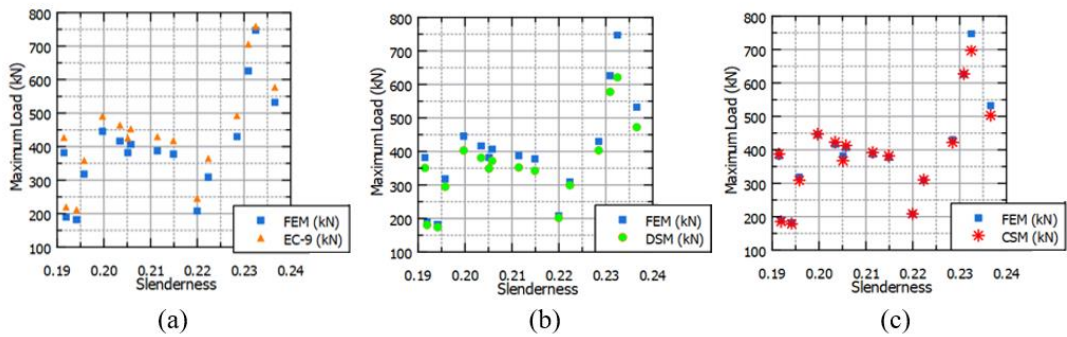 800
700
600
500
400
300
200
100
Maximum Load (kN)
FEM (kN)
EC-9 (kN)
0.19 0.20 0.21 0.22 0.23 0.24
Slenderness
(a)
800
700
600
500
400
300
200
100
Maximum Load (kN)
FEM (kN)
DSM (kN)
0.19 0.20 0.21 0.22 0.23 0.24
Slenderness
(b)
800
700
600
500
400
300
200
100
Maximum Load (kN)
FEM (kN)
CSM (kN)
0.19 0.20 0.21 0.22 0.23 0.24
Slenderness
(c)